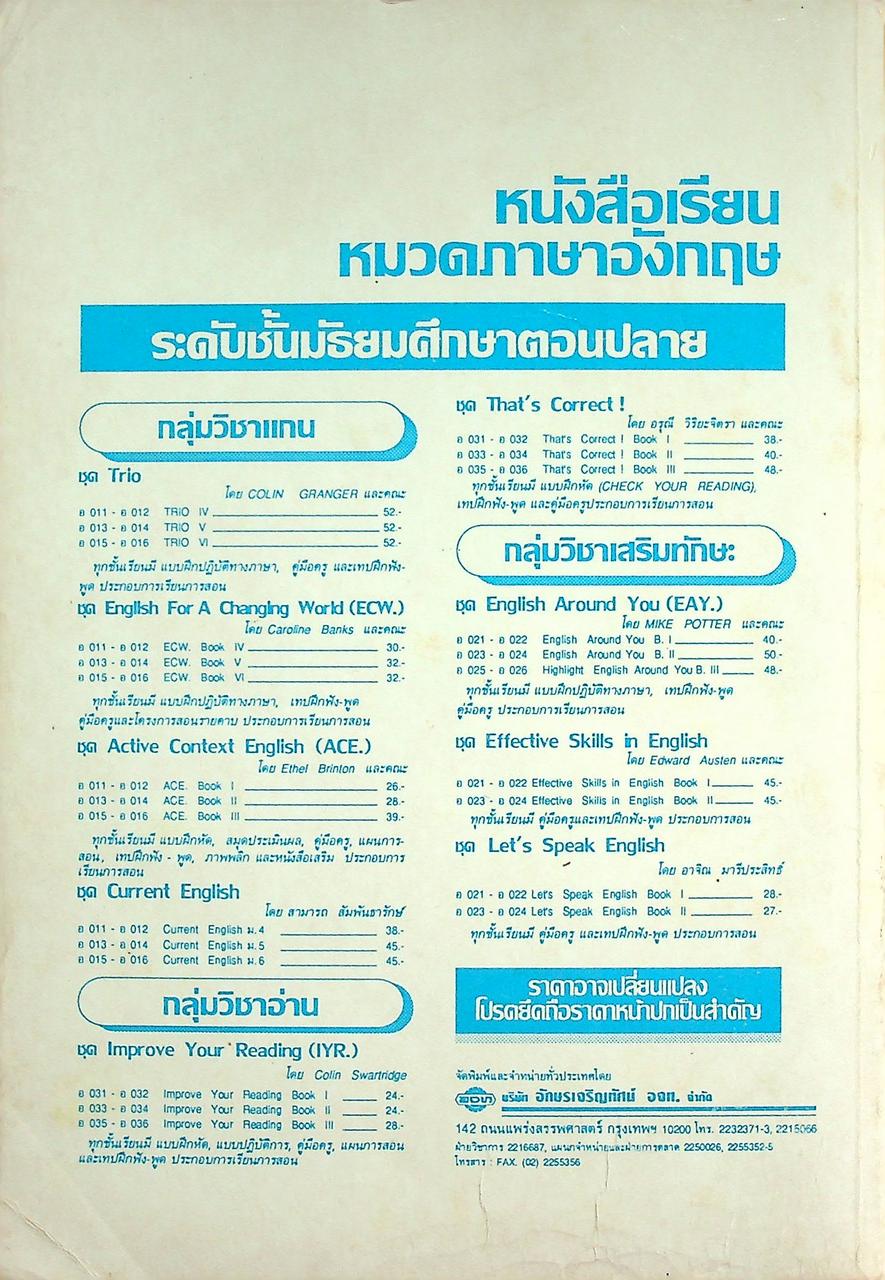 หนังสือเรียน
หมวดภาษาอังกฤษ
ระดับชั้นมัธยมศึกษาตอนปลาย
กลุ่มวิชาแกน
ชุด Trio
โดย COLIN GRANGER และคณะ
อ 011 - อ 012 TRIO IV 52.-
อ 013 - อ 014 TRIO V 52.-
อ 015 - อ 016 TRIO VI 52.-
ทุกชั้นเรียนมี แบบฝึกปฏิบัติทางภาษา, คู่มือครู และเทปฝึกฟัง-
พูด ประกอบการเรียนการสอน
ชุด English For A Changing World (ECW.)
โดย Caroline Banks และคณะ
อ 011 - อ 012 ECW. Book IV 30.-
อ 013 - อ 014 ECW. Book V 32.-
อ 015 - อ 016 ECW. Book VI 32.-
ทุกชั้นเรียนมี แบบฝึกปฏิบัติทางภาษา, เทปฝึกฟัง-พูด
คู่มือครูและโครงการสอนรายคาบ ประกอบการเรียนการสอน
ชุด Active Context English (ACE.)
โดย Ethel Brinton และคณะ
อ 011 - อ 012 ACE. Book I 26.-
อ 013 - อ 014 ACE. Book II 28.-
อ 015 - อ 016 ACE. Book III 39.-
ทุกชั้นเรียนมี แบบฝึกหัด, สมุดประเมินผล, คู่มือครู, แผนการ-
สอน, เทปฝึกฟัง - พูด, ภาพพลิก และหนังสือเสริม ประกอบการ
เรียนการสอน
ชุด Current English
โดย สามารถ สัมพันธารักษ์
อ 011 - อ 012 Current English ม.4 38.-
อ 013 - อ 014 Current English ม.5 45.-
อ 015 - อ 016 Current English ม.6 45.-
กลุ่มวิชาอ่าน
ชุด Improve Your Reading (IYR.)
โดย Colin Swartridge
อ 031 - อ 032 Improve Your Reading Book I 24.-
อ 033 - อ 034 Improve Your Reading Book II 24.-
อ 035 - อ 036 Improve Your Reading Book III 28.-
ทุกชั้นเรียนมี แบบฝึกหัด, แบบปฏิบัติการ, คู่มือครู, แผนการสอน
และเทปฝึก-พูด ประกอบการเรียนการสอน
ชุด That's Correct !
โดย อรุณี วิริยะจิตรา และคณะ
อ 031 - อ 032 That's Correct ! Book I 38.-
อ 033 - อ 034 That's Correct ! Book II 40.-
อ 035 - อ 036 That's Correct ! Book III 48.-
ทุกชั้นเรียนมี แบบฝึกหัด (CHECK YOUR READING),
เทปฝึกฟัง-พูด และคู่มือครูประกอบการเรียนการสอน
กลุ่มวิชาเสริมทักษะ
ชุด English Around You (EAY.)
โดย MIKE POTTER และคณะ
อ 021 - อ 022 English Around You B. I 40.-
อ 023 - อ 024 English Around You B. II 50.-
อ 025 - อ 026 Highlight English Around You B. III 48.-
ทุกชั้นเรียนมี แบบฝึกปฏิบัติทางภาษา, เทปฝึกฟัง-พูด
คู่มือครู ประกอบการเรียนการสอน
ชุด Effective Skills in English
โดย Edward Austen และคณะ
อ 021 - อ 022 Effective Skills in English Book I 45.-
อ 023 - อ 024 Effective Skills in English Book II 45.-
ทุกชั้นเรียนมี คู่มือครูและเทปฝึกฟัง-พูด ประกอบการสอน
ชุด Let's Speak English
โดย อาจิณ มารีประสิทธ์
อ 021 - อ 022 Let's Speak English Book I 28.-
อ 023 - อ 024 Let's Speak English Book II 27.-
ทุกชั้นเรียนมี คู่มือครู และเทปฝึกฟัง-พูด ประกอบการสอน
ราคาอาจเปลี่ยนแปลง
โปรดยึดถือราคาหน้าปกเป็นสำคัญ
จัดพิมพ์และจำหน่ายทั่วประเทศโดย
อจท บริษัท อักษรเจริญทัศน์ อจท. จำกัด
142 ถนนแพร่งสรรพศาสตร์ กรุงเทพฯ 10200 โทร. 2232371-3, 2215066
ฝ่ายวิชาการ 2216687, แผนกจำหน่ายและฝ่ายการตลาด 2250026, 2255352-5
โทรสาร : FAX. (02) 2255356